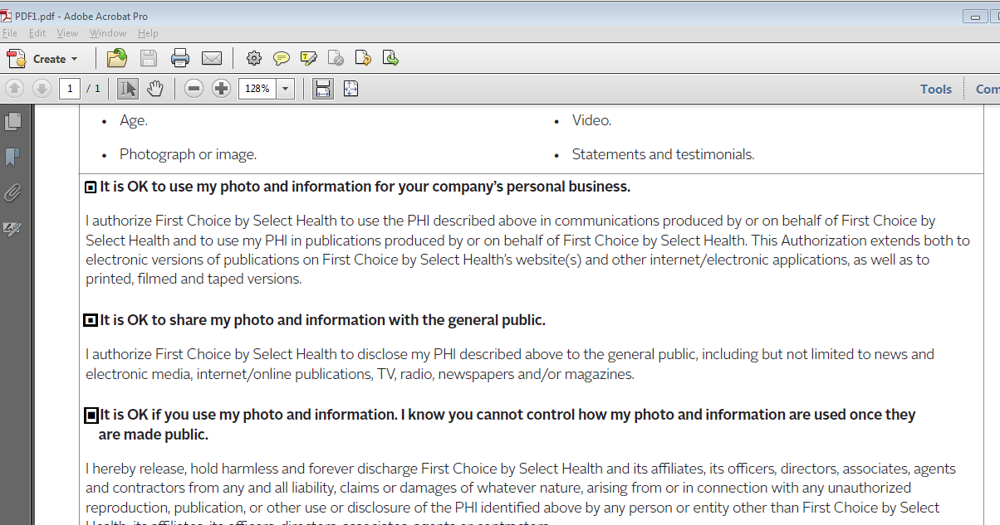 PDF1.pdf - Adobe Acrobat Pro
File Edit View Window Help
Create
1 / 1 128% Tools Com
• Age.
• Video.
• Photograph or image.
• Statements and testimonials.
It is OK to use my photo and information for your company's personal business.
I authorize First Choice by Select Health to use the PHI described above in communications produced by or on behalf of First Choice by
Select Health and to use my PHI in publications produced by or on behalf of First Choice by Select Health. This Authorization extends both to
electronic versions of publications on First Choice by Select Health's website(s) and other internet/electronic applications, as well as to
printed, filmed and taped versions.
It is OK to share my photo and information with the general public.
I authorize First Choice by Select Health to disclose my PHI described above to the general public, including but not limited to news and
electronic media, internet/online publications, TV, radio, newspapers and/or magazines.
It is OK if you use my photo and information. I know you cannot control how my photo and information are used once they
are made public.
I hereby release, hold harmless and forever discharge First Choice by Select Health and its affiliates, its officers, directors, associates, agents
and contractors from any and all liability, claims or damages of whatever nature, arising from or in connection with any unauthorized
reproduction, publication, or other use or disclosure of the PHI identified above by any person or entity other than First Choice by Select
Health, its affiliates, its officers, directors, associates, agents or contractors.